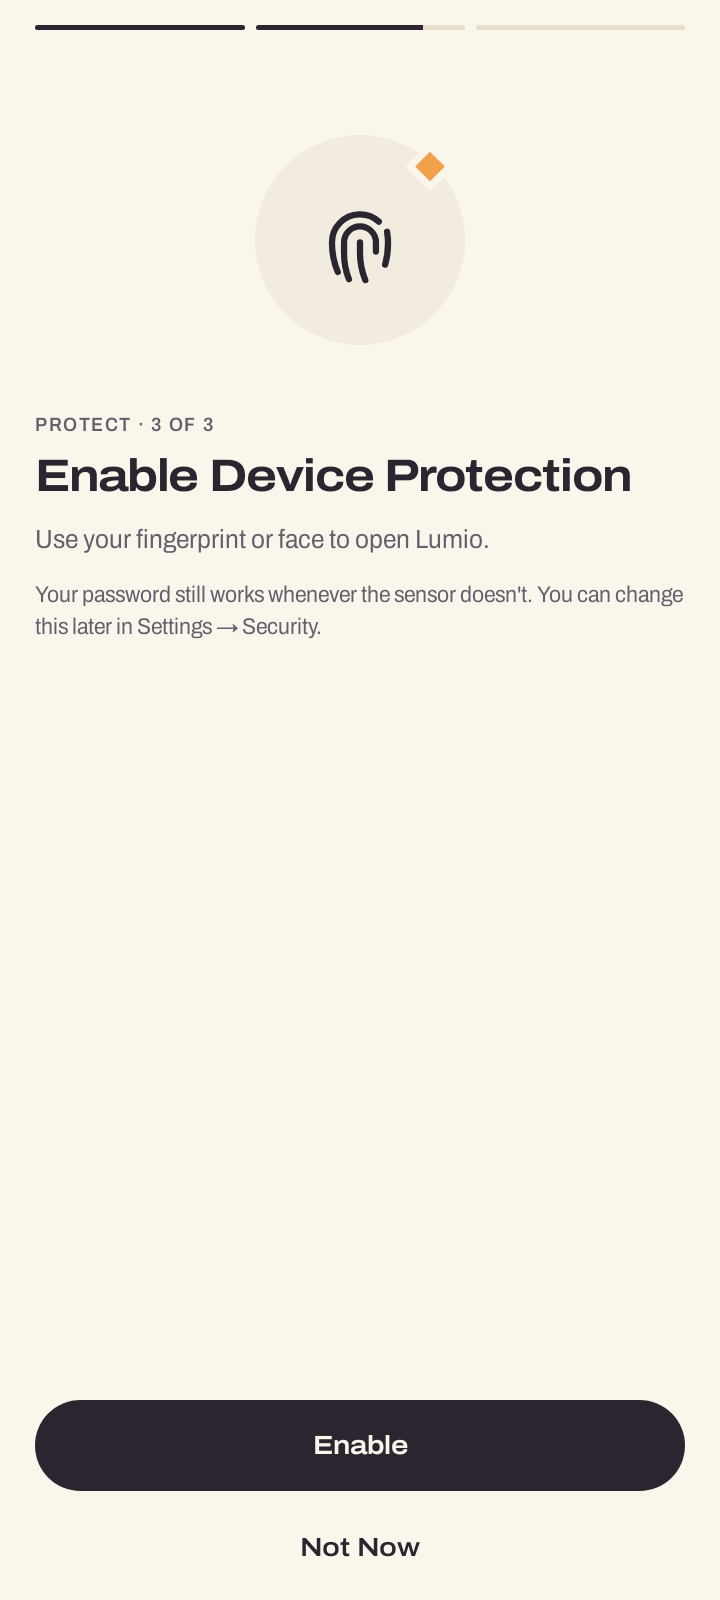 PROTECT · 3 OF 3
Enable Device Protection
Use your fingerprint or face to open Lumio.
Your password still works whenever the sensor doesn't. You can change
this later in Settings → Security.
Enable
Not Now